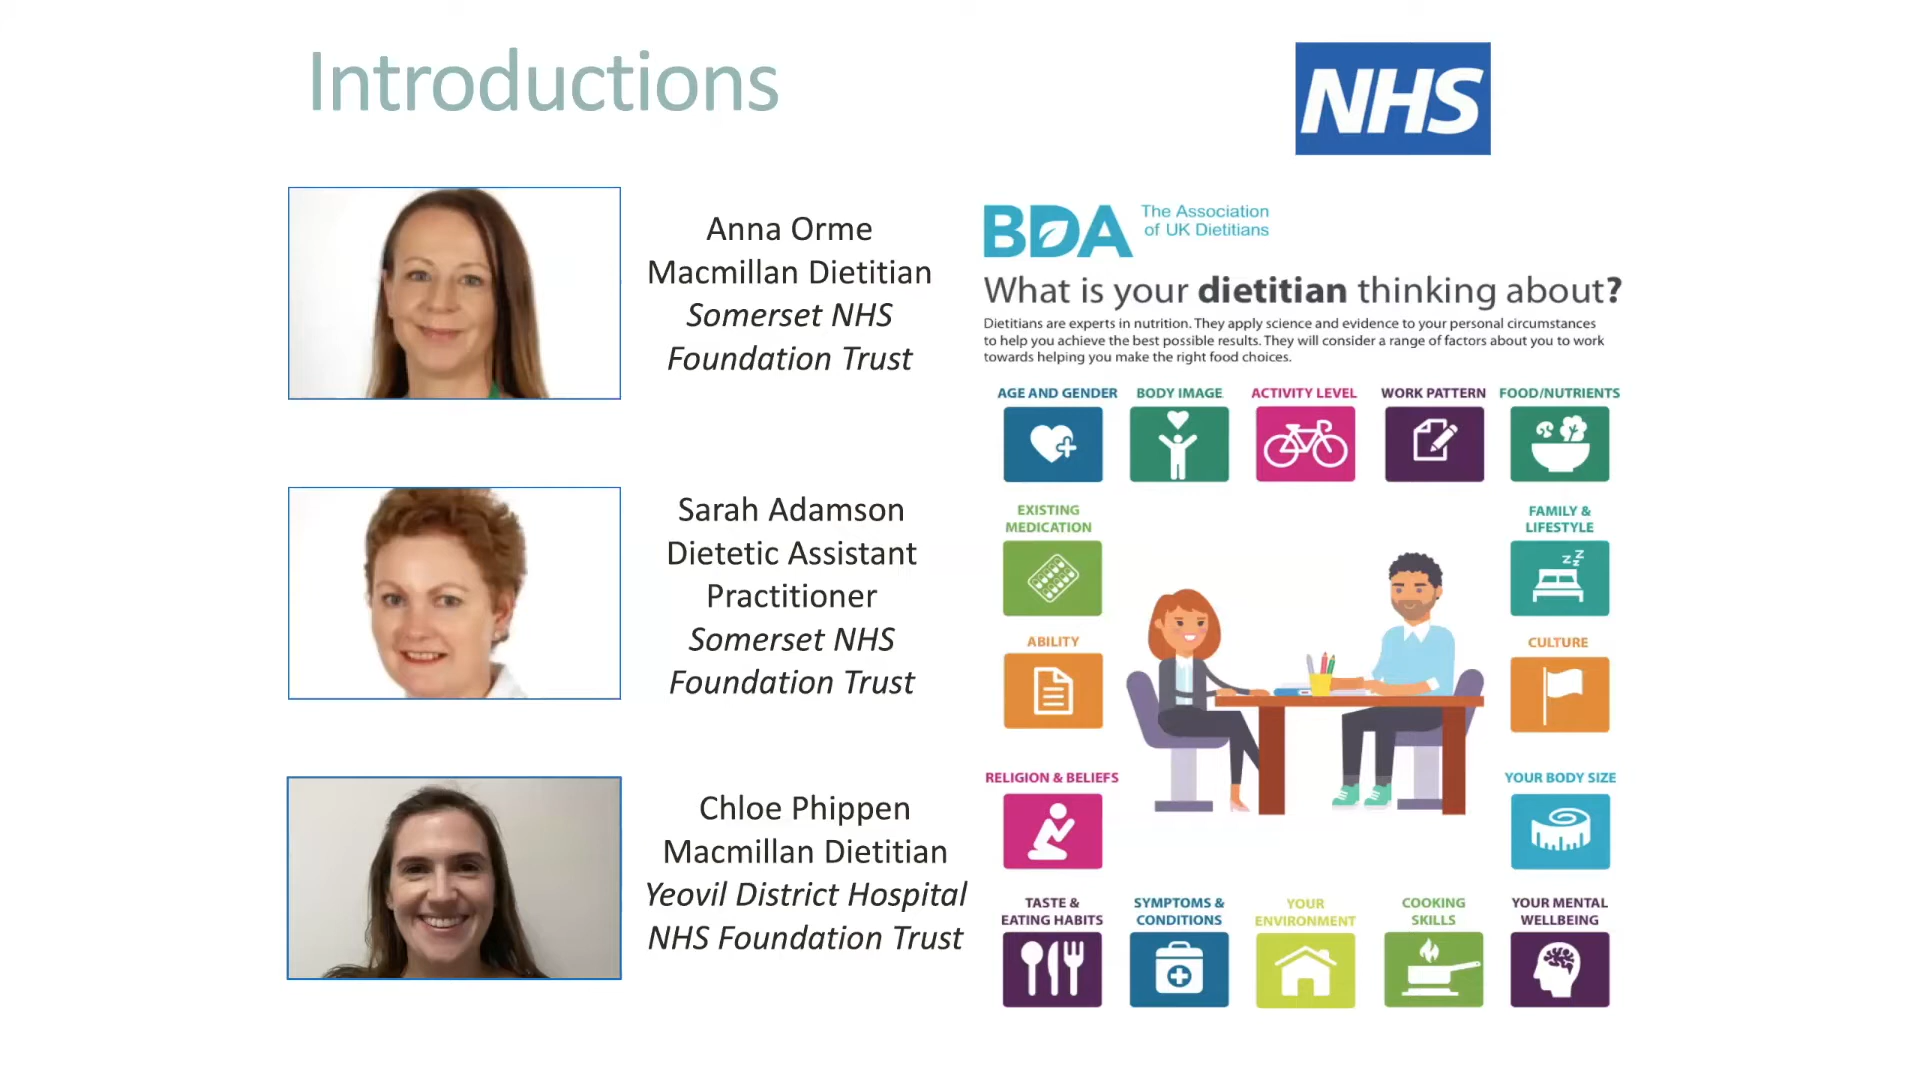 Introductions
NHS
Anna Orme
Macmillan Dietitian
Somerset NHS
Foundation Trust
Sarah Adamson
Dietetic Assistant
Practitioner
Somerset NHS
Foundation Trust
Chloe Phippen
Macmillan Dietitian
Yeovil District Hospital
NHS Foundation Trust
BDA
The Association
of UK Dietitians
What is your dietitian thinking about?
Dietitians are experts in nutrition. They apply science and evidence to your personal circumstances
to help you achieve the best possible results. They will consider a range of factors about you to work
towards helping you make the right food choices.
AGE AND GENDER
BODY IMAGE
ACTIVITY LEVEL
WORK PATTERN
FOOD/NUTRIENTS
EXISTING
MEDICATION
FAMILY &
LIFESTYLE
zzz
ABILITY
CULTURE
RELIGION & BELIEFS
YOUR BODY SIZE
TASTE &
EATING HABITS
SYMPTOMS &
CONDITIONS
YOUR
ENVIRONMENT
COOKING
SKILLS
YOUR MENTAL
WELLBEING